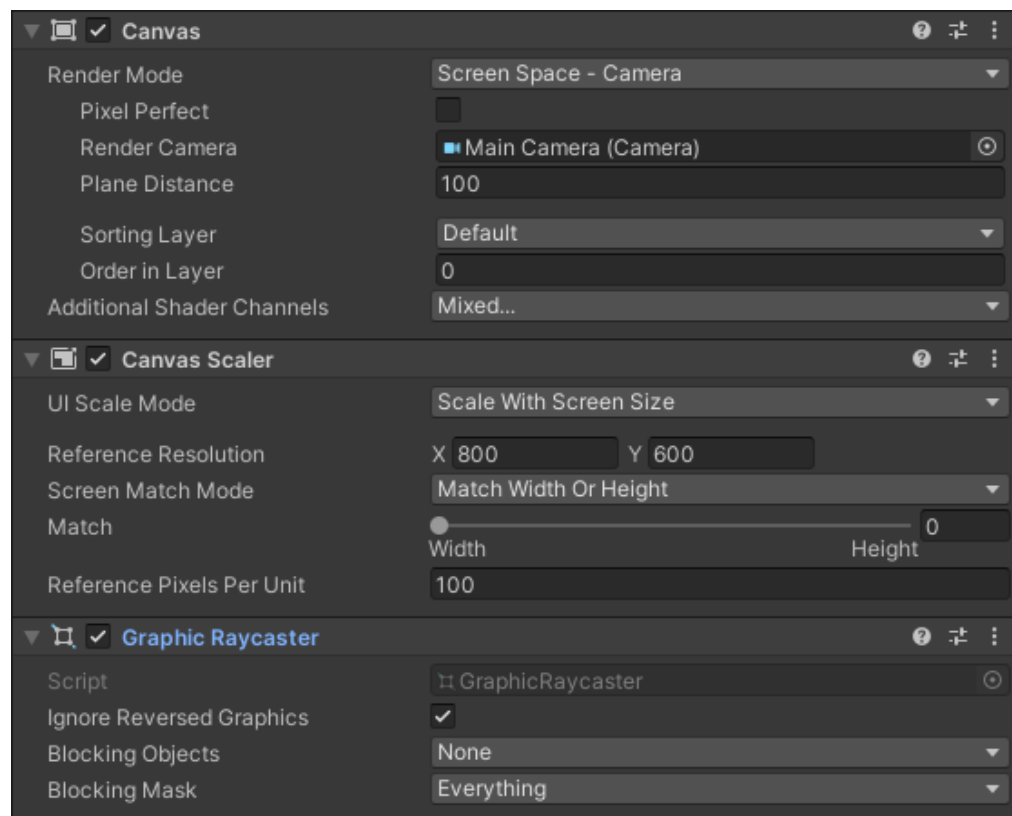 Canvas
Render Mode Screen Space - Camera
Pixel Perfect
Render Camera Main Camera (Camera)
Plane Distance 100
Sorting Layer Default
Order in Layer 0
Additional Shader Channels Mixed...
Canvas Scaler
UI Scale Mode Scale With Screen Size
Reference Resolution X 800 Y 600
Screen Match Mode Match Width Or Height
Match 0
Width Height
Reference Pixels Per Unit 100
Graphic Raycaster
Script GraphicRaycaster
Ignore Reversed Graphics
Blocking Objects None
Blocking Mask Everything